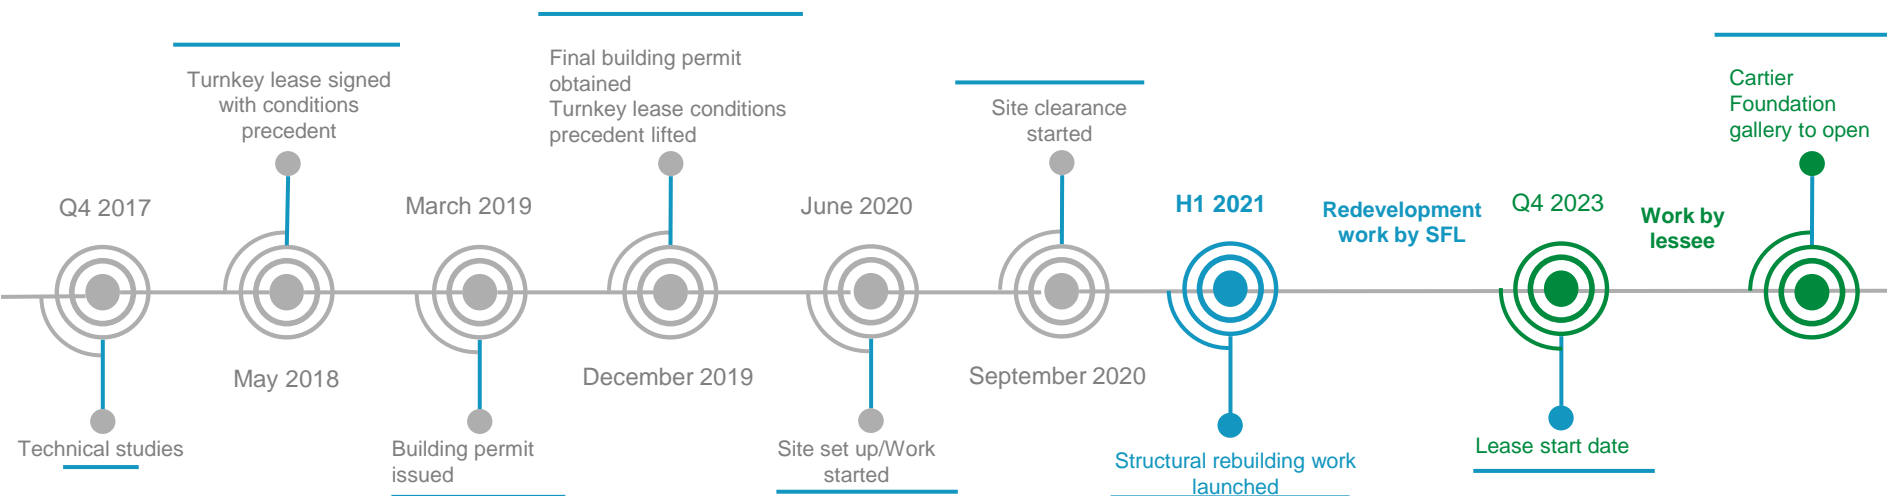 Q4 2017
Technical studies
Turnkey lease signed
with conditions
precedent
May 2018
March 2019
Building permit
issued
Final building permit
obtained
Turnkey lease conditions
precedent lifted
December 2019
June 2020
Site set up/Work
started
Site clearance
started
September 2020
H1 2021
Structural rebuilding work
launched
Redevelopment
work by SFL
Q4 2023
Lease start date
Work by
lessee
Cartier
Foundation
gallery to open